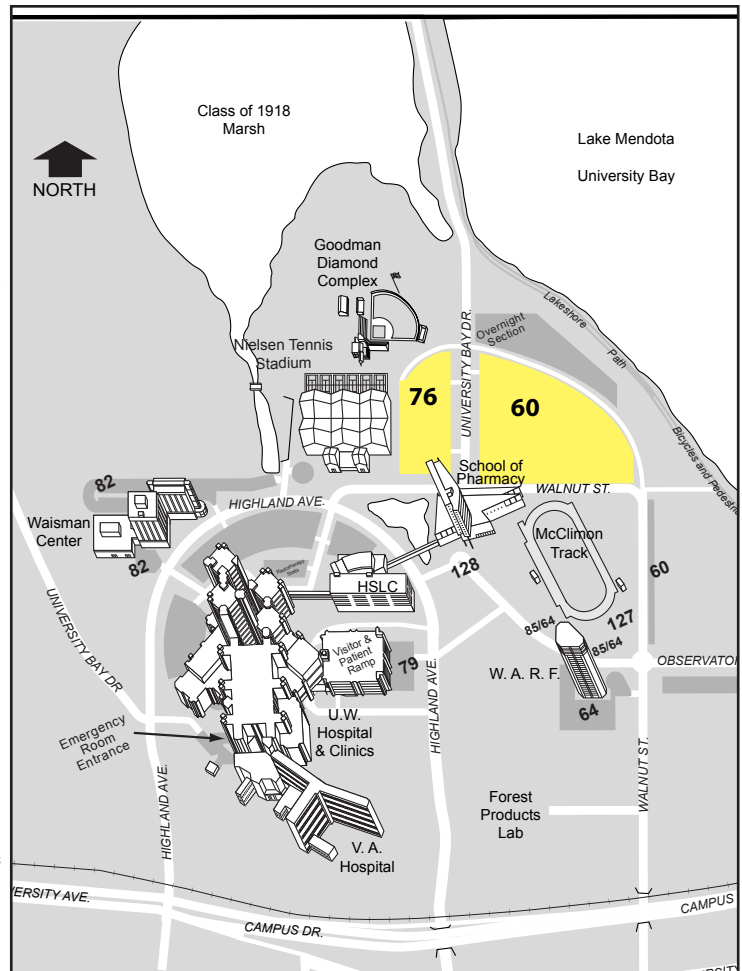 Class of 1918
Marsh
Lake Mendota
University Bay
NORTH
Goodman
Diamond
Complex
Nielsen Tennis
Stadium
UNIVERSITY BAY DR.
Overnight
Section
Lakeshore
Path
Bicycles and Pedest
76
60
School of
Pharmacy
82
HIGHLAND AVE.
WALNUT ST.
Waisman
Center
82
McClimon
Track
HSLC
128
60
127
85/64
85/64
UNIVERSITY BAY DR
Visitor &
Patient
Ramp
79
W. A. R. F.
OBSERVATO
64
U.W.
Hospital
& Clinics
Emergency
Room
Entrance
HIGHLAND AVE.
HIGHLAND AVE.
WALNUT ST.
Forest
Products
Lab
V. A.
Hospital
ERSITY AVE.
CAMPUS DR.
CAMPUS